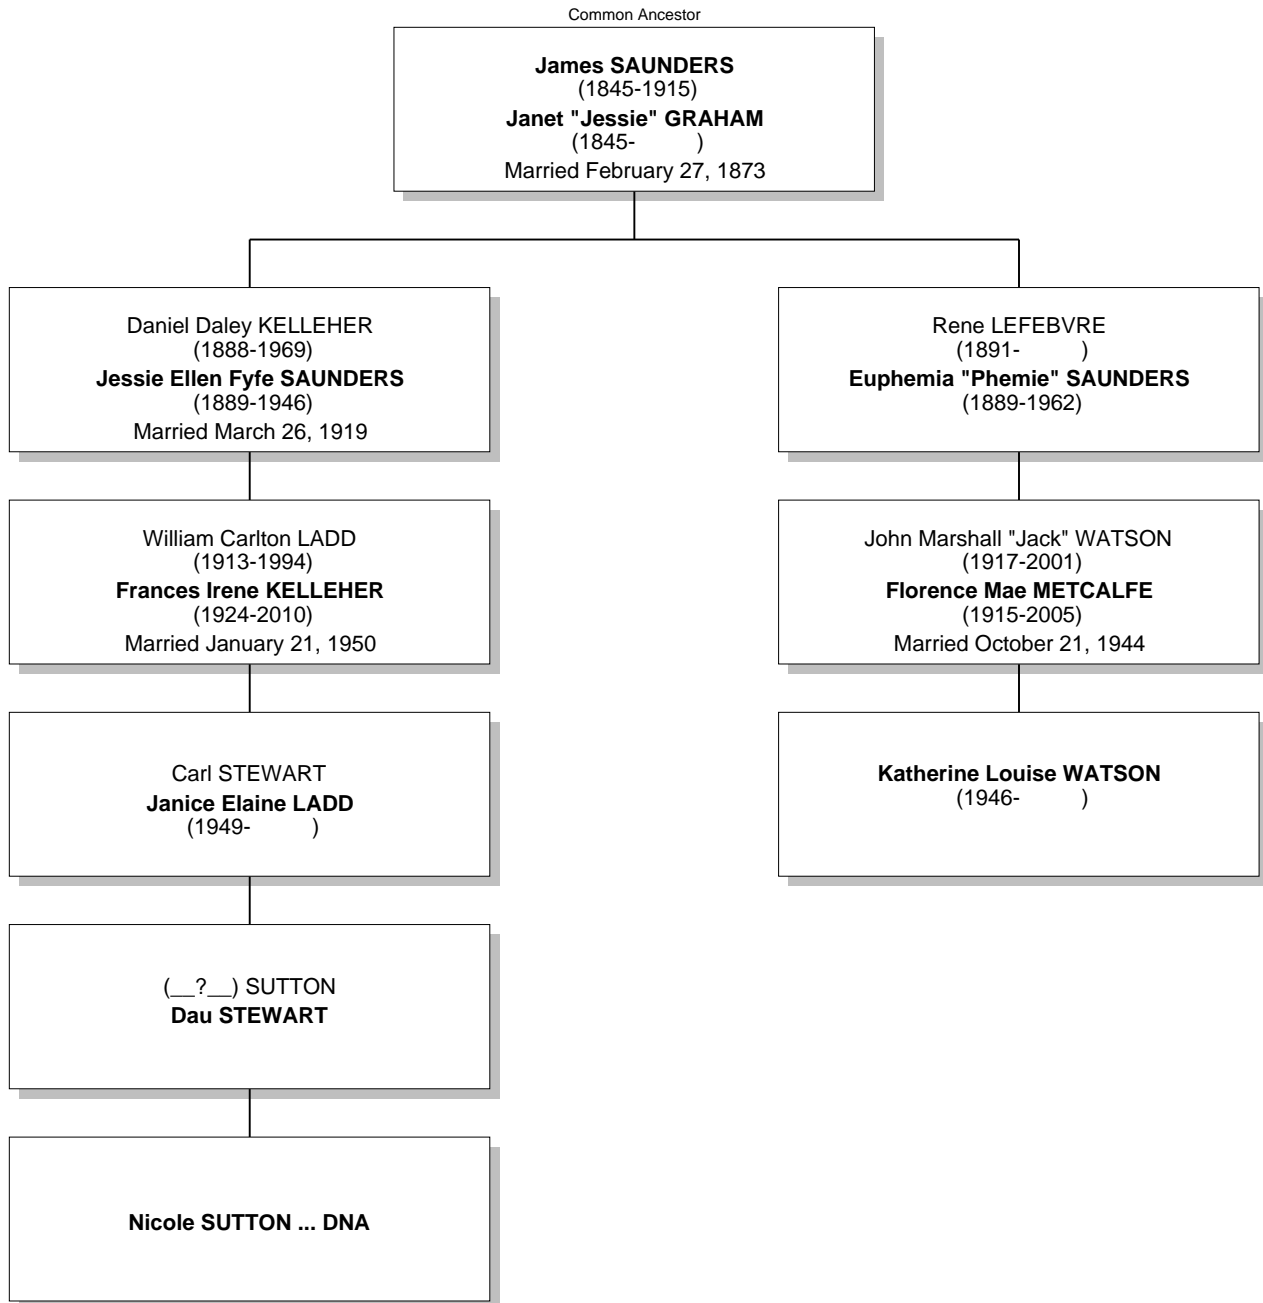 Common Ancestor
James SAUNDERS
(1845-1915)
Janet "Jessie" GRAHAM
(1845- )
Married February 27, 1873
Daniel Daley KELLEHER
(1888-1969)
Jessie Ellen Fyfe SAUNDERS
(1889-1946)
Married March 26, 1919
Rene LEFEBVRE
(1891- )
Euphemia "Phemie" SAUNDERS
(1889-1962)
William Carlton LADD
(1913-1994)
Frances Irene KELLEHER
(1924-2010)
Married January 21, 1950
John Marshall "Jack" WATSON
(1917-2001)
Florence Mae METCALFE
(1915-2005)
Married October 21, 1944
Carl STEWART
Janice Elaine LADD
(1949- )
Katherine Louise WATSON
(1946- )
(__?__) SUTTON
Dau STEWART
Nicole SUTTON ... DNA